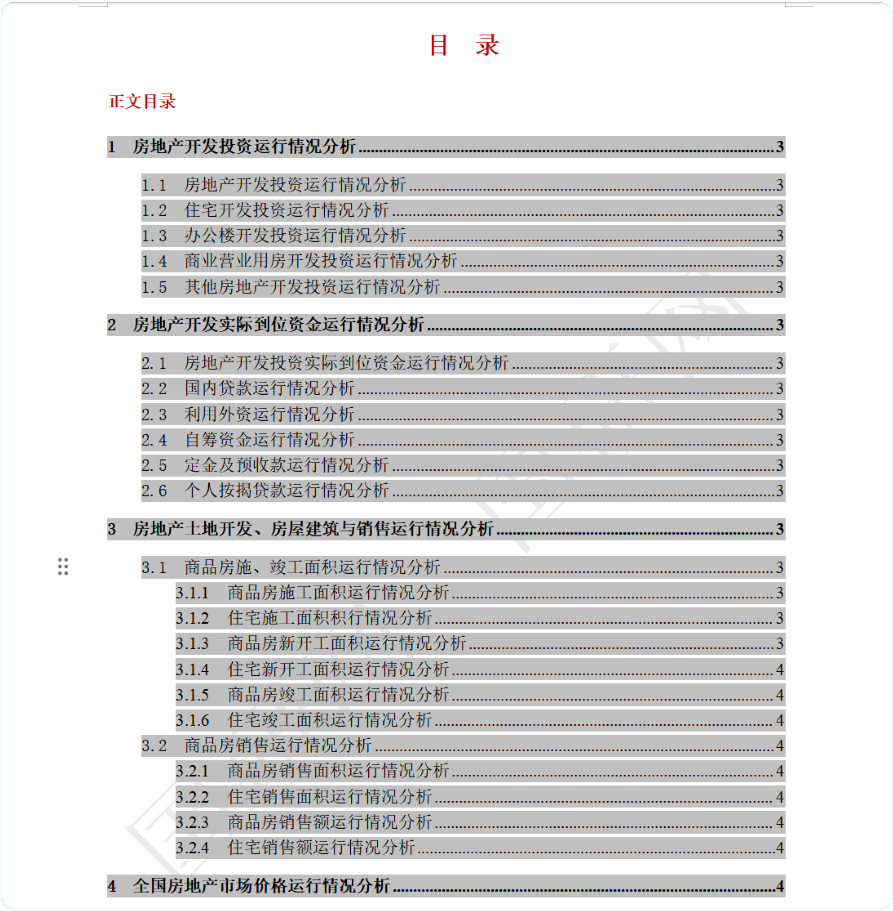 目 录
正文目录
1 房地产开发投资运行情况分析........3
1.1 房地产开发投资运行情况分析........3
1.2 住宅开发投资运行情况分析........3
1.3 办公楼开发投资运行情况分析........3
1.4 商业营业用房开发投资运行情况分析........3
1.5 其他房地产开发投资运行情况分析........3
2 房地产开发实际到位资金运行情况分析........3
2.1 房地产开发投资实际到位资金运行情况分析........3
2.2 国内贷款运行情况分析........3
2.3 利用外资运行情况分析........3
2.4 自筹资金运行情况分析........3
2.5 定金及预收款运行情况分析........3
2.6 个人按揭贷款运行情况分析........3
3 房地产土地开发、房屋建筑与销售运行情况分析........3
3.1 商品房施、竣工面积运行情况分析........3
3.1.1 商品房施工面积运行情况分析........3
3.1.2 住宅施工面积积行情况分析........3
3.1.3 商品房新开工面积运行情况分析........3
3.1.4 住宅新开工面积运行情况分析........4
3.1.5 商品房竣工面积运行情况分析........4
3.1.6 住宅竣工面积运行情况分析........4
3.2 商品房销售运行情况分析........4
3.2.1 商品房销售面积运行情况分析........4
3.2.2 住宅销售面积运行情况分析........4
3.2.3 商品房销售额运行情况分析........4
3.2.4 住宅销售额运行情况分析........4
4 全国房地产市场价格运行情况分析........4